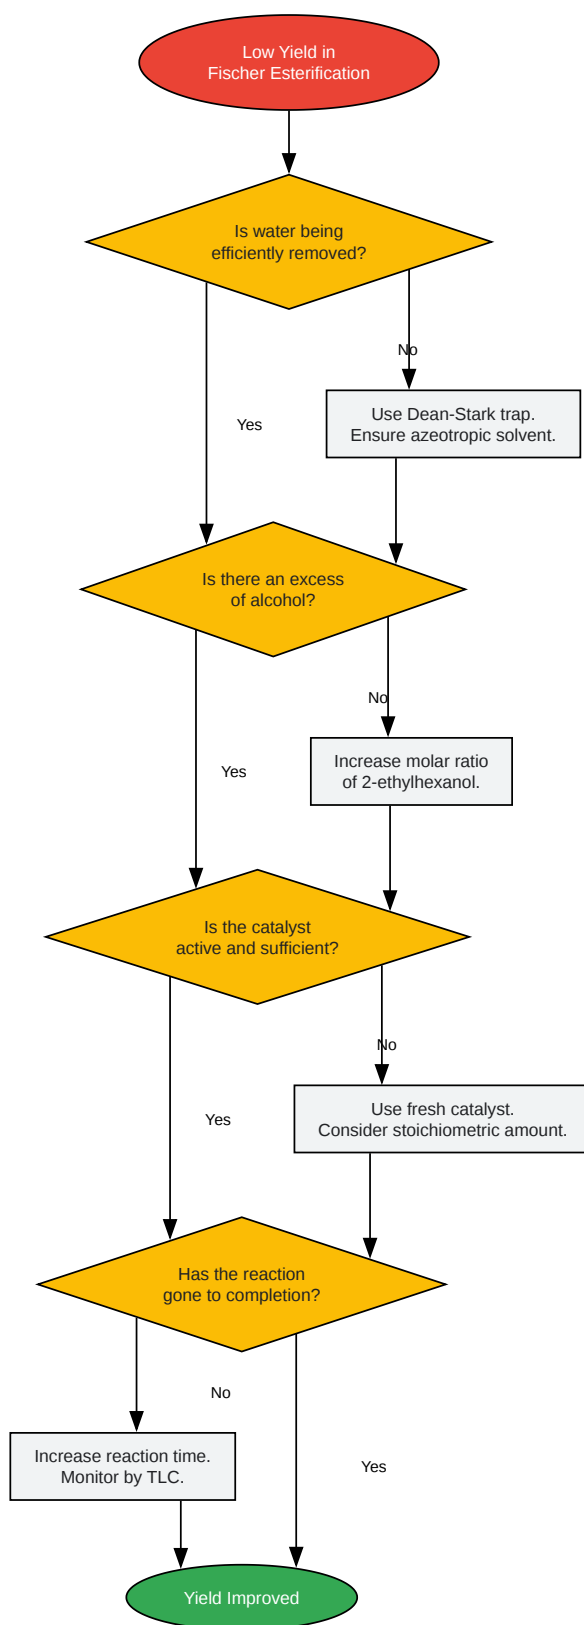 Low Yield in
Fischer Esterification
Is water being
efficiently removed?
No
Use Dean-Stark trap.
Ensure azeotropic solvent.
Yes
Is there an excess
of alcohol?
No
Increase molar ratio
of 2-ethylhexanol.
Yes
Is the catalyst
active and sufficient?
No
Use fresh catalyst.
Consider stoichiometric amount.
Yes
Has the reaction
gone to completion?
No
Increase reaction time.
Monitor by TLC.
Yes
Yield Improved